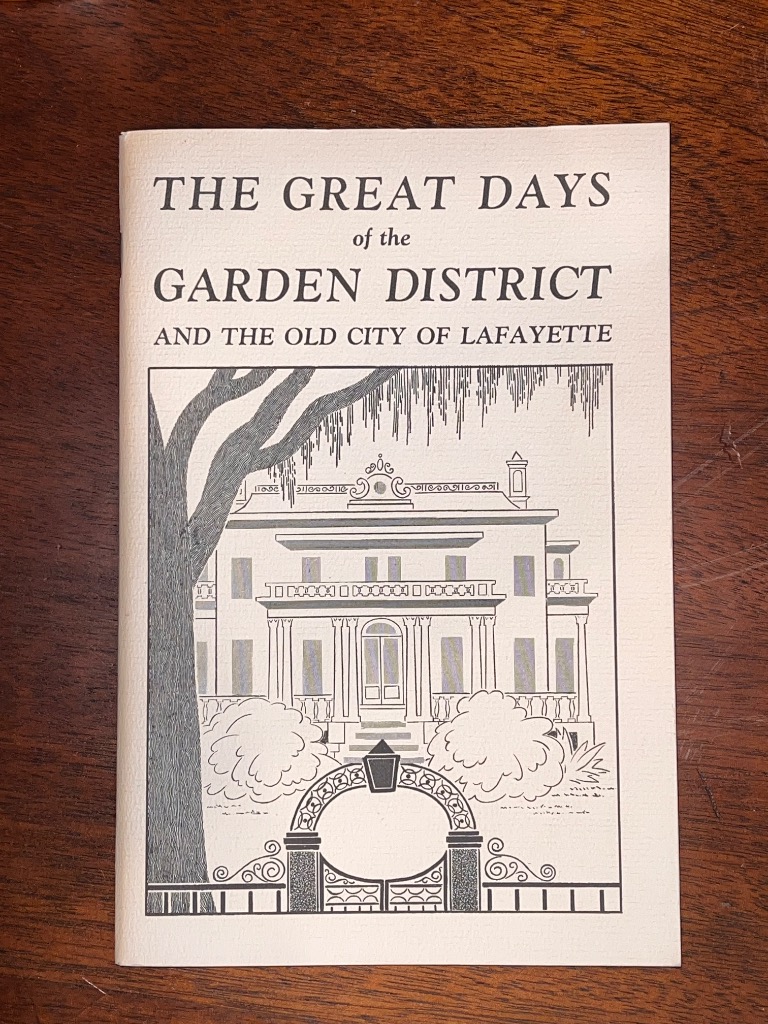 THE GREAT DAYS
of the
GARDEN DISTRICT
AND THE OLD CITY OF LAFAYETTE